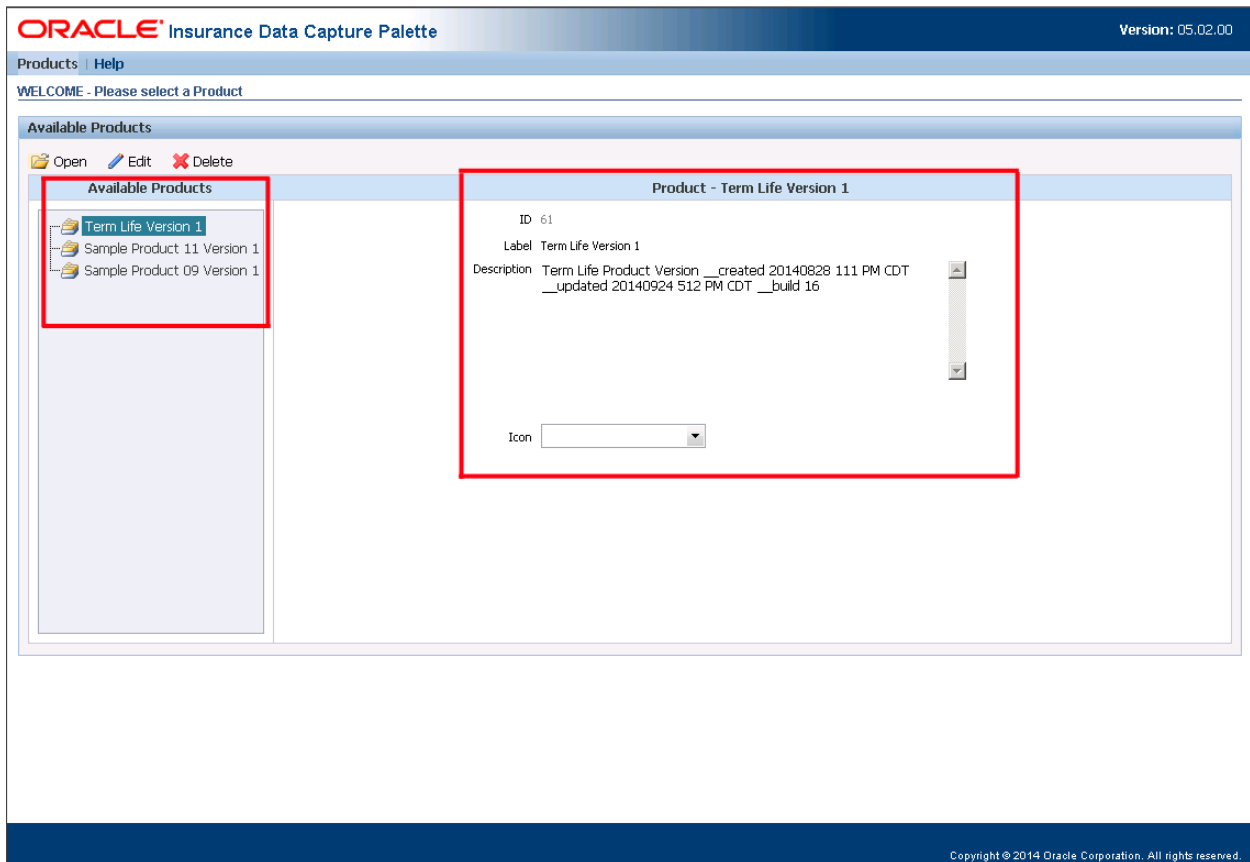 ORACLE® Insurance Data Capture Palette
Version: 05.02.00
Products | Help
WELCOME - Please select a Product
Available Products
Open Edit Delete
Available Products
Term Life Version 1
Sample Product 11 Version 1
Sample Product 09 Version 1
Product - Term Life Version 1
ID 61
Label Term Life Version 1
Description Term Life Product Version __created 20140828 111 PM CDT
__updated 20140924 512 PM CDT __build 16
Icon
Copyright © 2014 Oracle Corporation. All rights reserved.